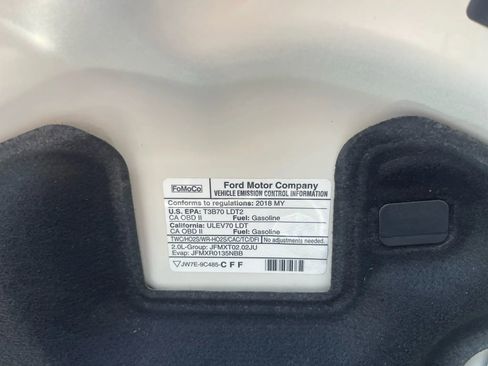 FoMoCo
Ford Motor Company
VEHICLE EMISSION CONTROL INFORMATION
Conforms to regulations: 2018 MY
U.S. EPA: T3B70 LDT2
CA OBD II Fuel: Gasoline
California: ULEV70 LDT
CA OBD II Fuel: Gasoline
TWC/HO2S/WR-HO2S/CAC/TC/DFI No adjustments needed.
2.0L-Group: JFMXT02.02JU
Evap: JFMXR0135NBB
JW7E-9C485-CFF